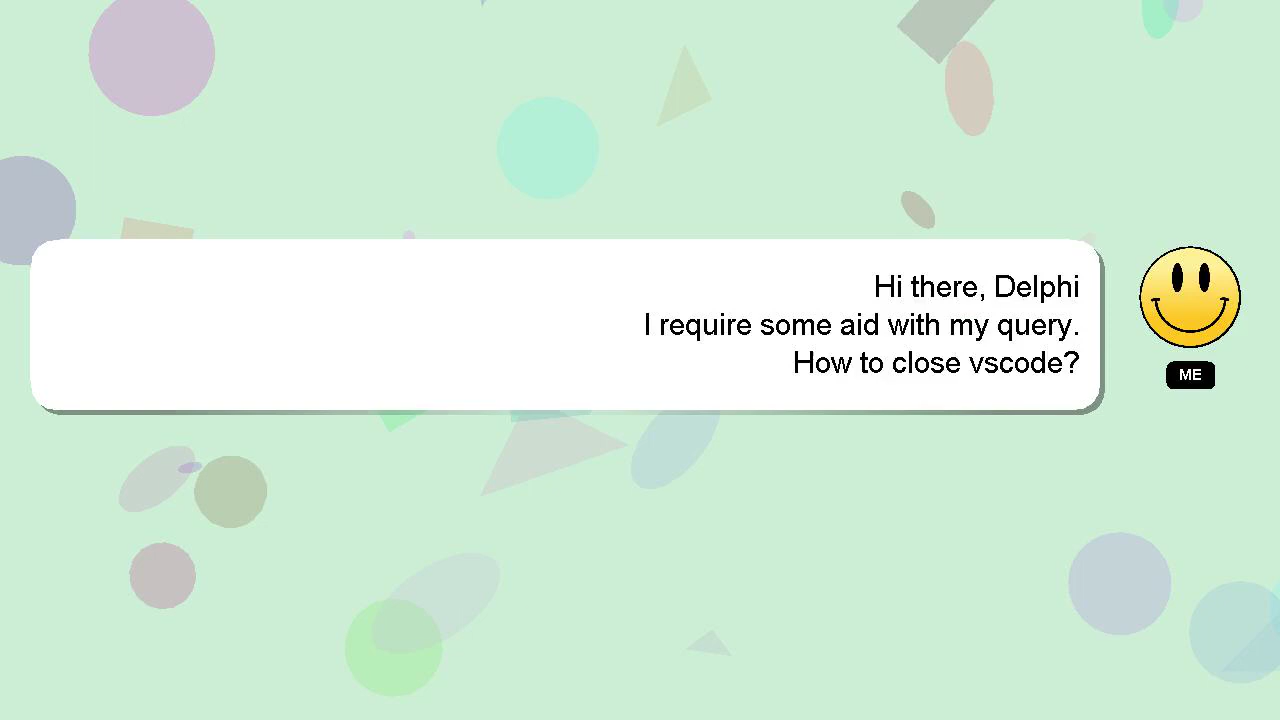 Hi there, Delphi
I require some aid with my query.
How to close vscode?
ME